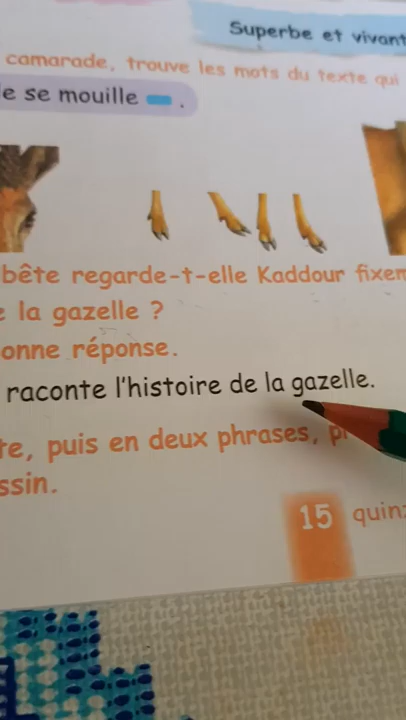 Superbe et vivant
camarade, trouve les mots du texte qui
e se mouille .
bête regarde-t-elle Kaddour fixem
e la gazelle ?
onne réponse.
raconte l'histoire de la gazelle.
te, puis en deux phrases, p
ssin.
15 quin